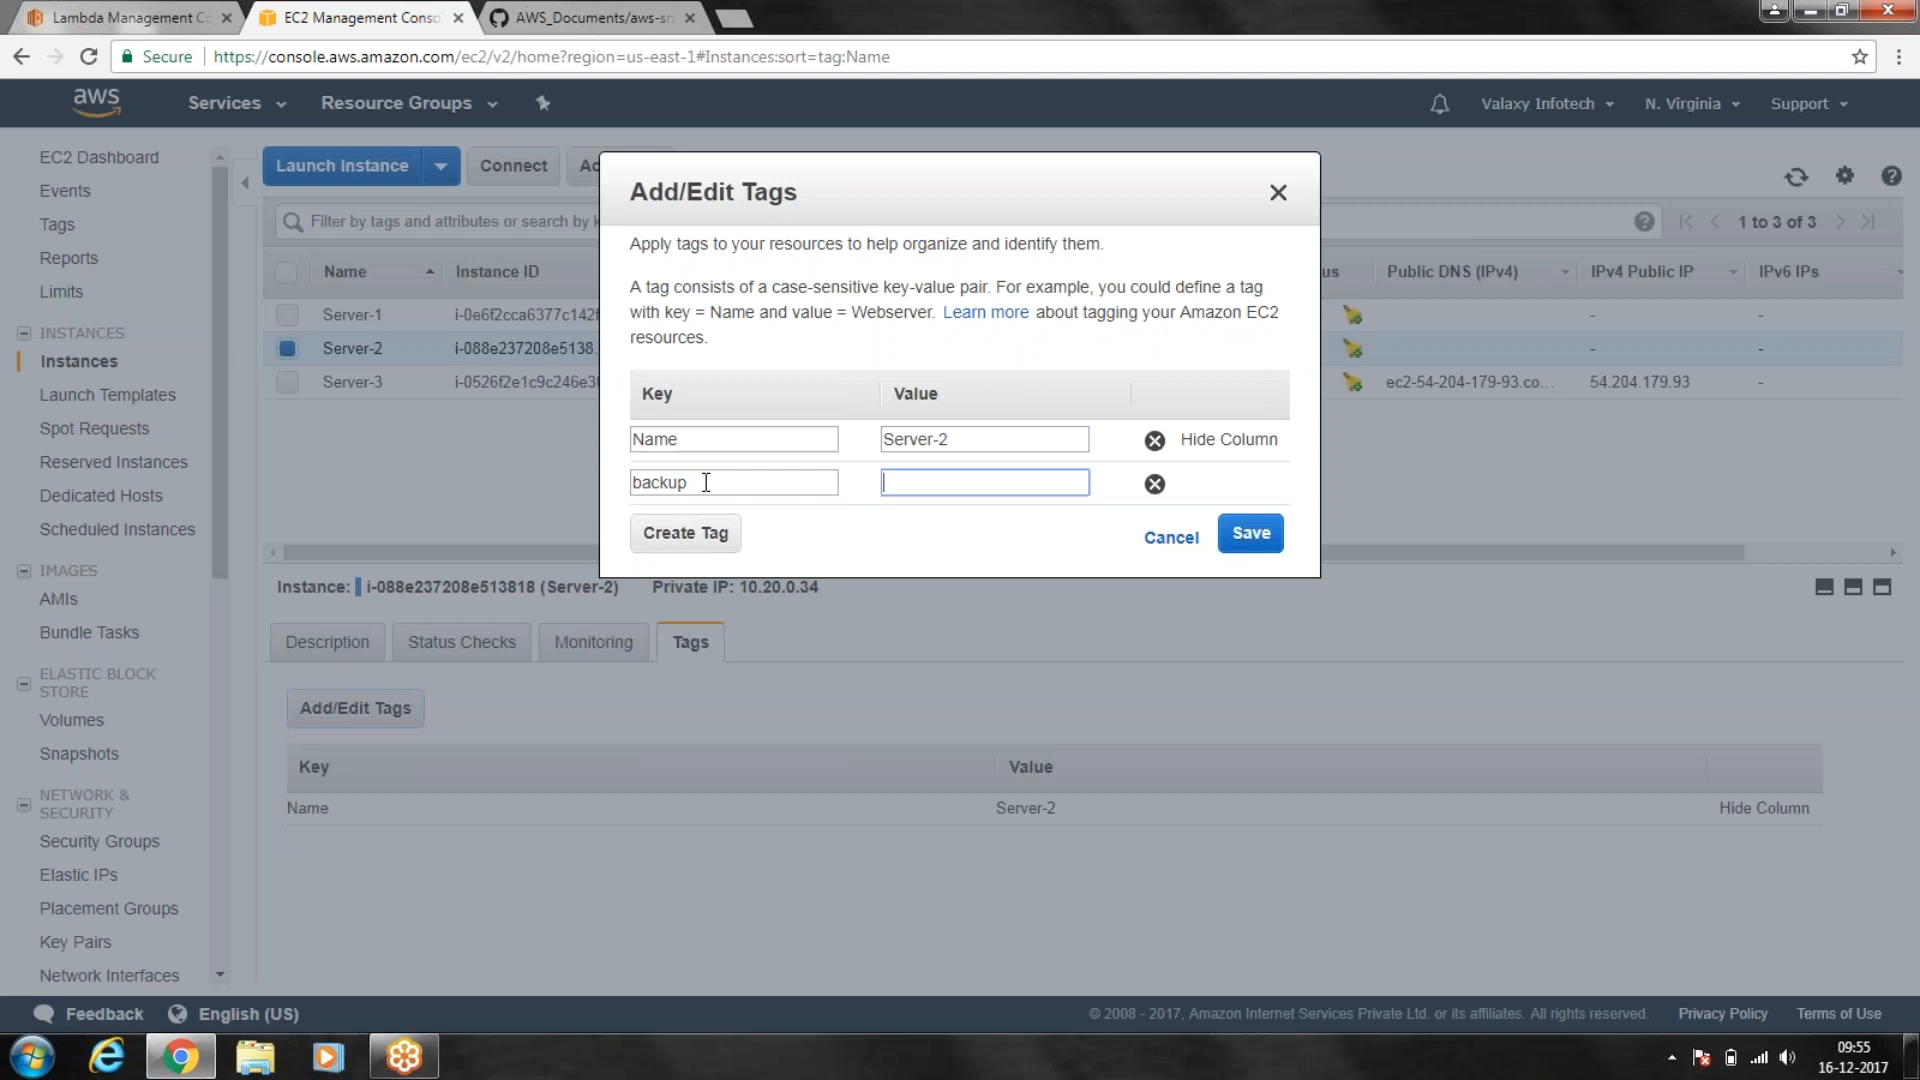 Lambda Management Co
EC2 Management Conso
AWS_Documents/aws-sn
Secure
https://console.aws.amazon.com/ec2/v2/home?region=us-east-1#Instances:sort=tag:Name
aws
Services
Resource Groups
Valaxy Infotech
N. Virginia
Support
EC2 Dashboard
Events
Tags
Reports
Limits
INSTANCES
Instances
Launch Templates
Spot Requests
Reserved Instances
Dedicated Hosts
Scheduled Instances
IMAGES
AMIs
Bundle Tasks
ELASTIC BLOCK
STORE
Volumes
Snapshots
NETWORK &
SECURITY
Security Groups
Elastic IPs
Placement Groups
Key Pairs
Network Interfaces
Launch Instance
Connect
Ac
Filter by tags and attributes or search by k
1 to 3 of 3
Name Instance ID us Public DNS (IPv4) IPv4 Public IP IPv6 IPs
Server-1 i-0e6f2cca6377c142f - -
Server-2 i-088e237208e5138. - -
Server-3 i-0526f2e1c9c246e30 ec2-54-204-179-93.co... 54.204.179.93 -
Add/Edit Tags
Apply tags to your resources to help organize and identify them.
A tag consists of a case-sensitive key-value pair. For example, you could define a tag
with key = Name and value = Webserver. Learn more about tagging your Amazon EC2
resources.
Key Value
Name Server-2 Hide Column
backup
Create Tag
Cancel
Save
Instance: i-088e237208e513818 (Server-2) Private IP: 10.20.0.34
Description
Status Checks
Monitoring
Tags
Add/Edit Tags
Key Value
Name Server-2 Hide Column
Feedback
English (US)
© 2008 - 2017, Amazon Internet Services Private Ltd. or its affiliates. All rights reserved.
Privacy Policy
Terms of Use
09:55
16-12-2017